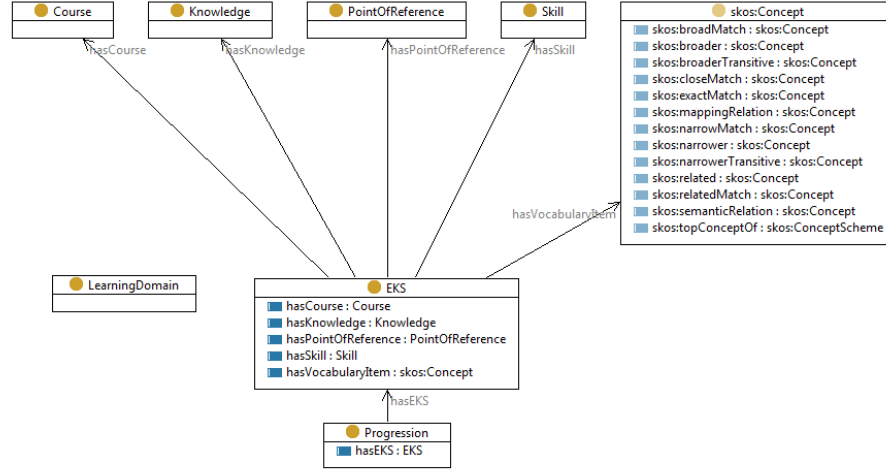 Course
Knowledge
PointOfReference
Skill
skos:Concept
skos:broadMatch : skos:Concept
skos:broader : skos:Concept
skos:broaderTransitive : skos:Concept
skos:closeMatch : skos:Concept
skos:exactMatch : skos:Concept
skos:mappingRelation : skos:Concept
skos:narrowMatch : skos:Concept
skos:narrower : skos:Concept
skos:narrowerTransitive : skos:Concept
skos:related : skos:Concept
skos:relatedMatch : skos:Concept
skos:semanticRelation : skos:Concept
skos:topConceptOf : skos:ConceptScheme
hasCourse
hasKnowledge
hasPointOfReference
hasSkill
hasVocabularyItem
LearningDomain
EKS
hasCourse : Course
hasKnowledge : Knowledge
hasPointOfReference : PointOfReference
hasSkill : Skill
hasVocabularyItem : skos:Concept
hasEKS
Progression
hasEKS : EKS